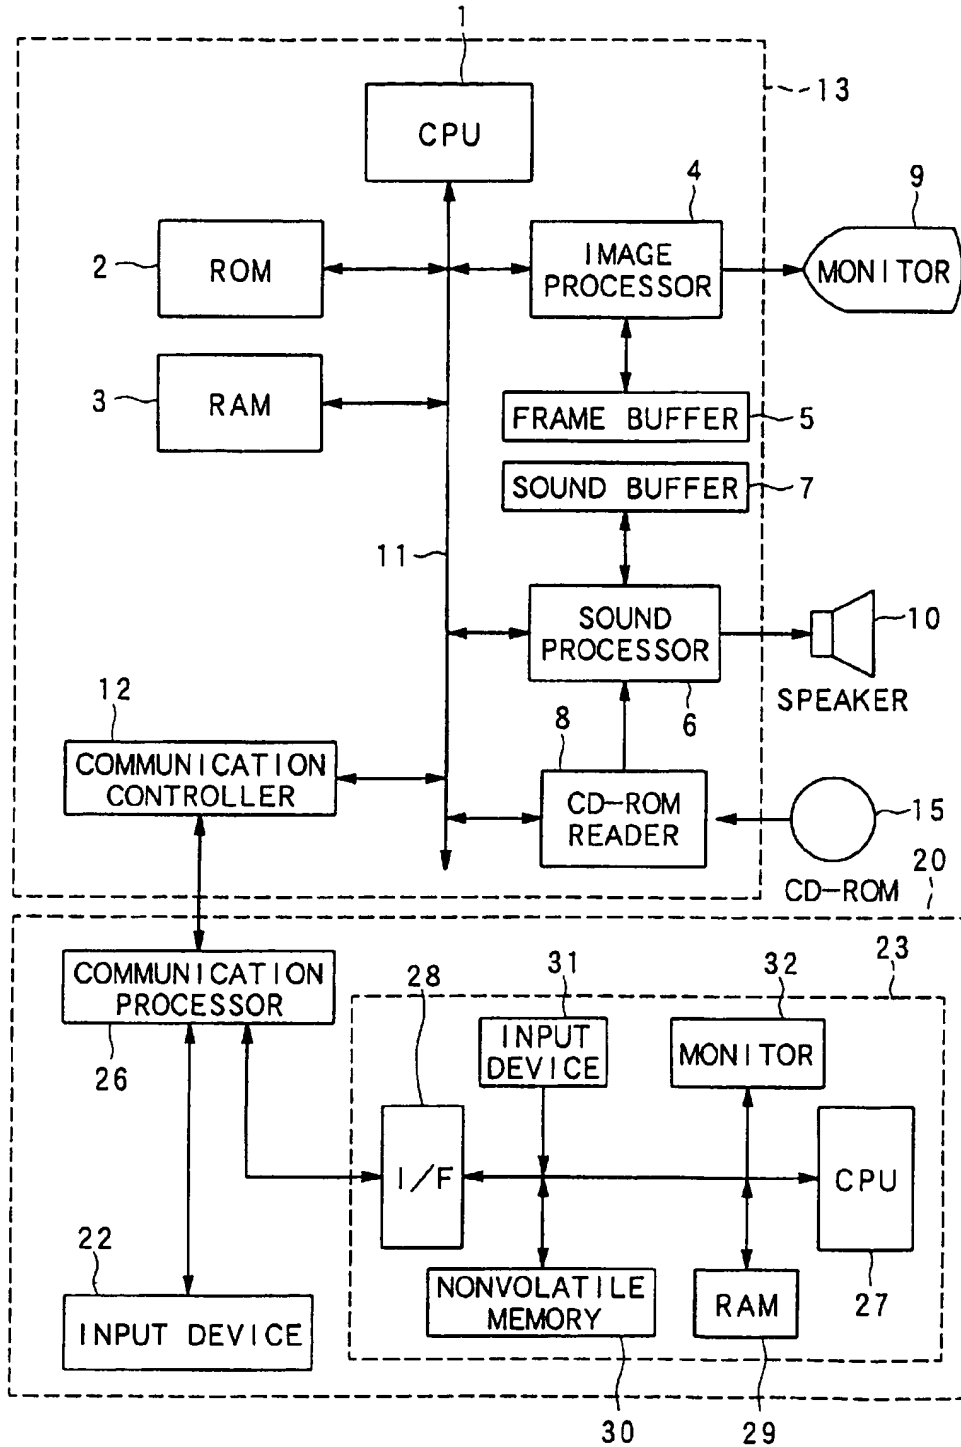 1
13
CPU
4
9
2
ROM
IMAGE
PROCESSOR
MONITOR
3
RAM
FRAME BUFFER
5
SOUND BUFFER
7
11
SOUND
PROCESSOR
10
SPEAKER
12
8
6
COMMUNICATION
CONTROLLER
CD-ROM
READER
15
CD-ROM
20
COMMUNICATION
PROCESSOR
26
28
31
32
23
INPUT
DEVICE
MONITOR
I/F
CPU
22
INPUT DEVICE
NONVOLATILE
MEMORY
RAM
27
30
29